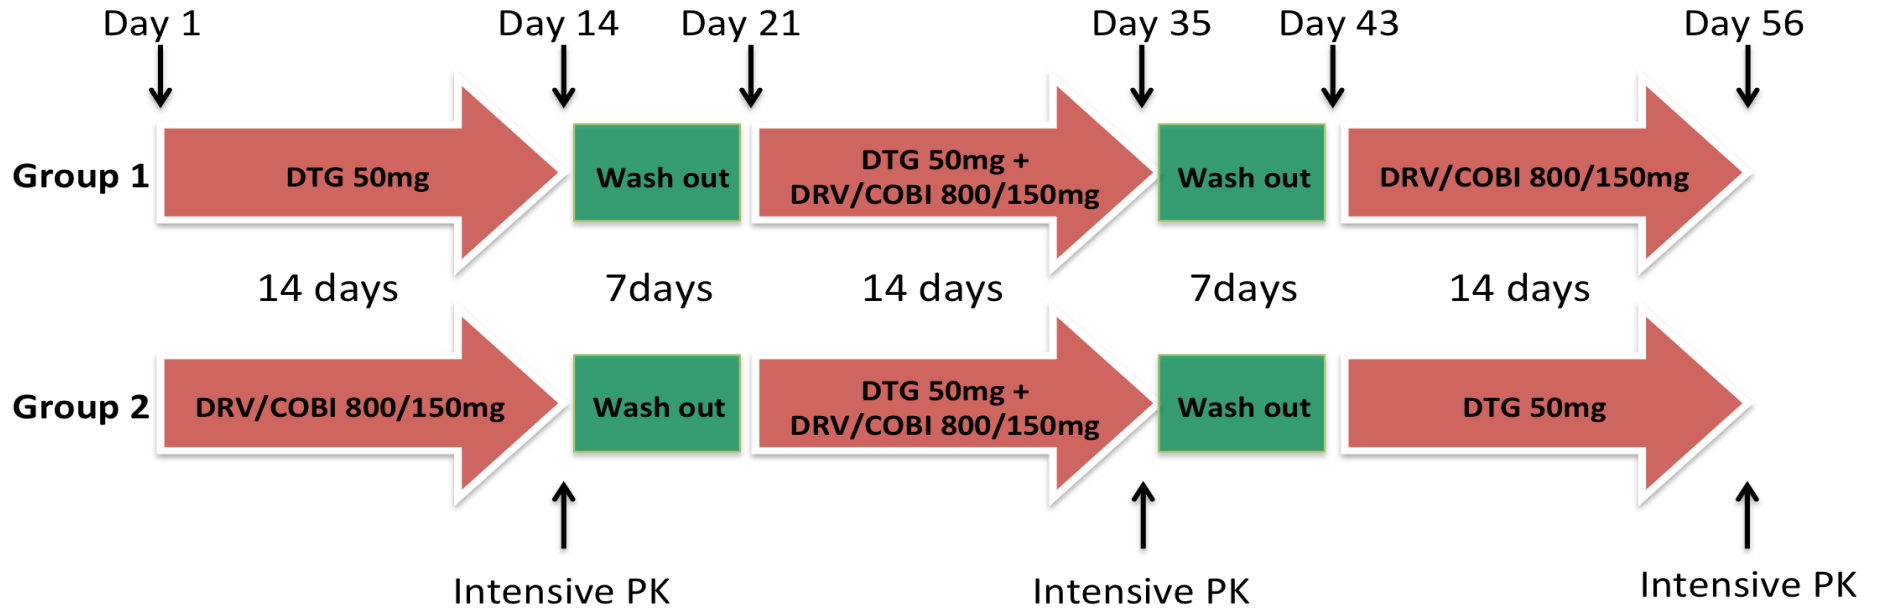 Day 1 Day 14 Day 21 Day 35 Day 43 Day 56
Group 1
DTG 50mg
Wash out
DTG 50mg +
DRV/COBI 800/150mg
Wash out
DRV/COBI 800/150mg
14 days 7days 14 days 7days 14 days
Group 2
DRV/COBI 800/150mg
Wash out
DTG 50mg +
DRV/COBI 800/150mg
Wash out
DTG 50mg
Intensive PK Intensive PK Intensive PK